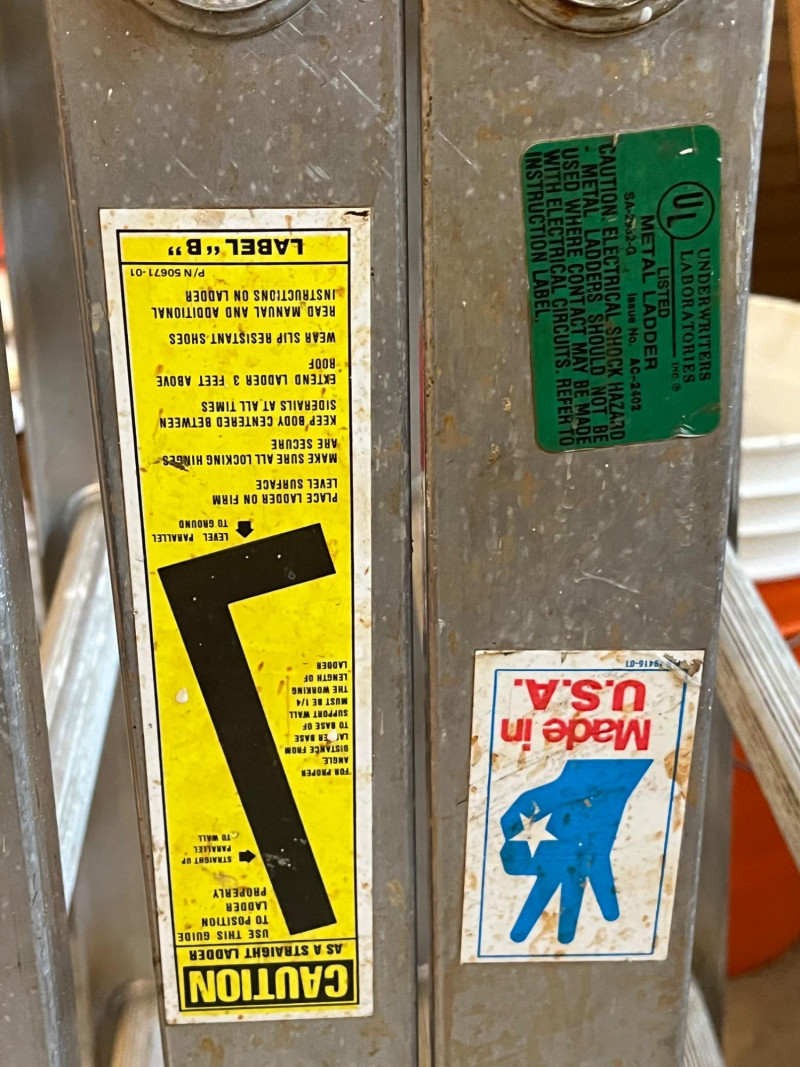 CAUTION
AS A STRAIGHT LADDER
USE THIS GUIDE
TO POSITION
LADDER
PROPERLY
STRAIGHT UP
PARALLEL
TO WALL
FOR PROPER
ANGLE
DISTANCE FROM
LADDER BASE
TO BASE OF
SUPPORT WALL
MUST BE 1/4
THE WORKING
LENGTH OF
LADDER
LEVEL PARALLEL
TO GROUND
PLACE LADDER ON FIRM
LEVEL SURFACE
MAKE SURE ALL LOCKING HINGES
ARE SECURE
KEEP BODY CENTERED BETWEEN
SIDERAILS AT ALL TIMES
EXTEND LADDER 3 FEET ABOVE
ROOF
WEAR SLIP RESISTANT SHOES
READ MANUAL AND ADDITIONAL
INSTRUCTIONS ON LADDER
P/N 50671-01
LABEL "B"
UL
UNDERWRITERS
LABORATORIES
INC.®
LISTED
METAL LADDER
Issue No. AC-2402
CAUTION: ELECTRICAL SHOCK HAZARD
- METAL LADDERS SHOULD NOT BE
USED WHERE CONTACT MAY BE MADE
WITH ELECTRICAL CIRCUITS. REFER TO
INSTRUCTION LABEL.
Made in
U.S.A.